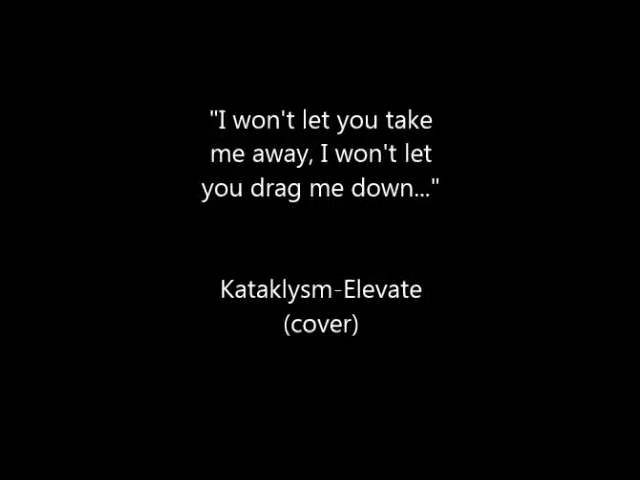 "I won't let you take
me away, I won't let
you drag me down..."
Kataklysm-Elevate
(cover)